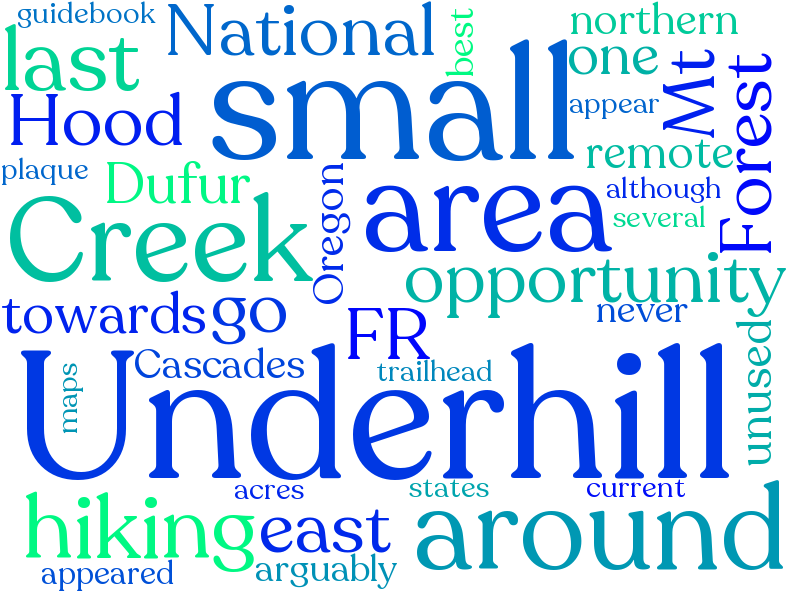 guidebook
National
best
northern
last
one
Mt
Forest
small
Hood
appear
remote
plaque
Dufur
Oregon
area
although
several
Creek
opportunity
towards
go
FR
never
unused
Cascades
trailhead
maps
Underhill
acres
states
current
hiking
east
around
appeared
arguably